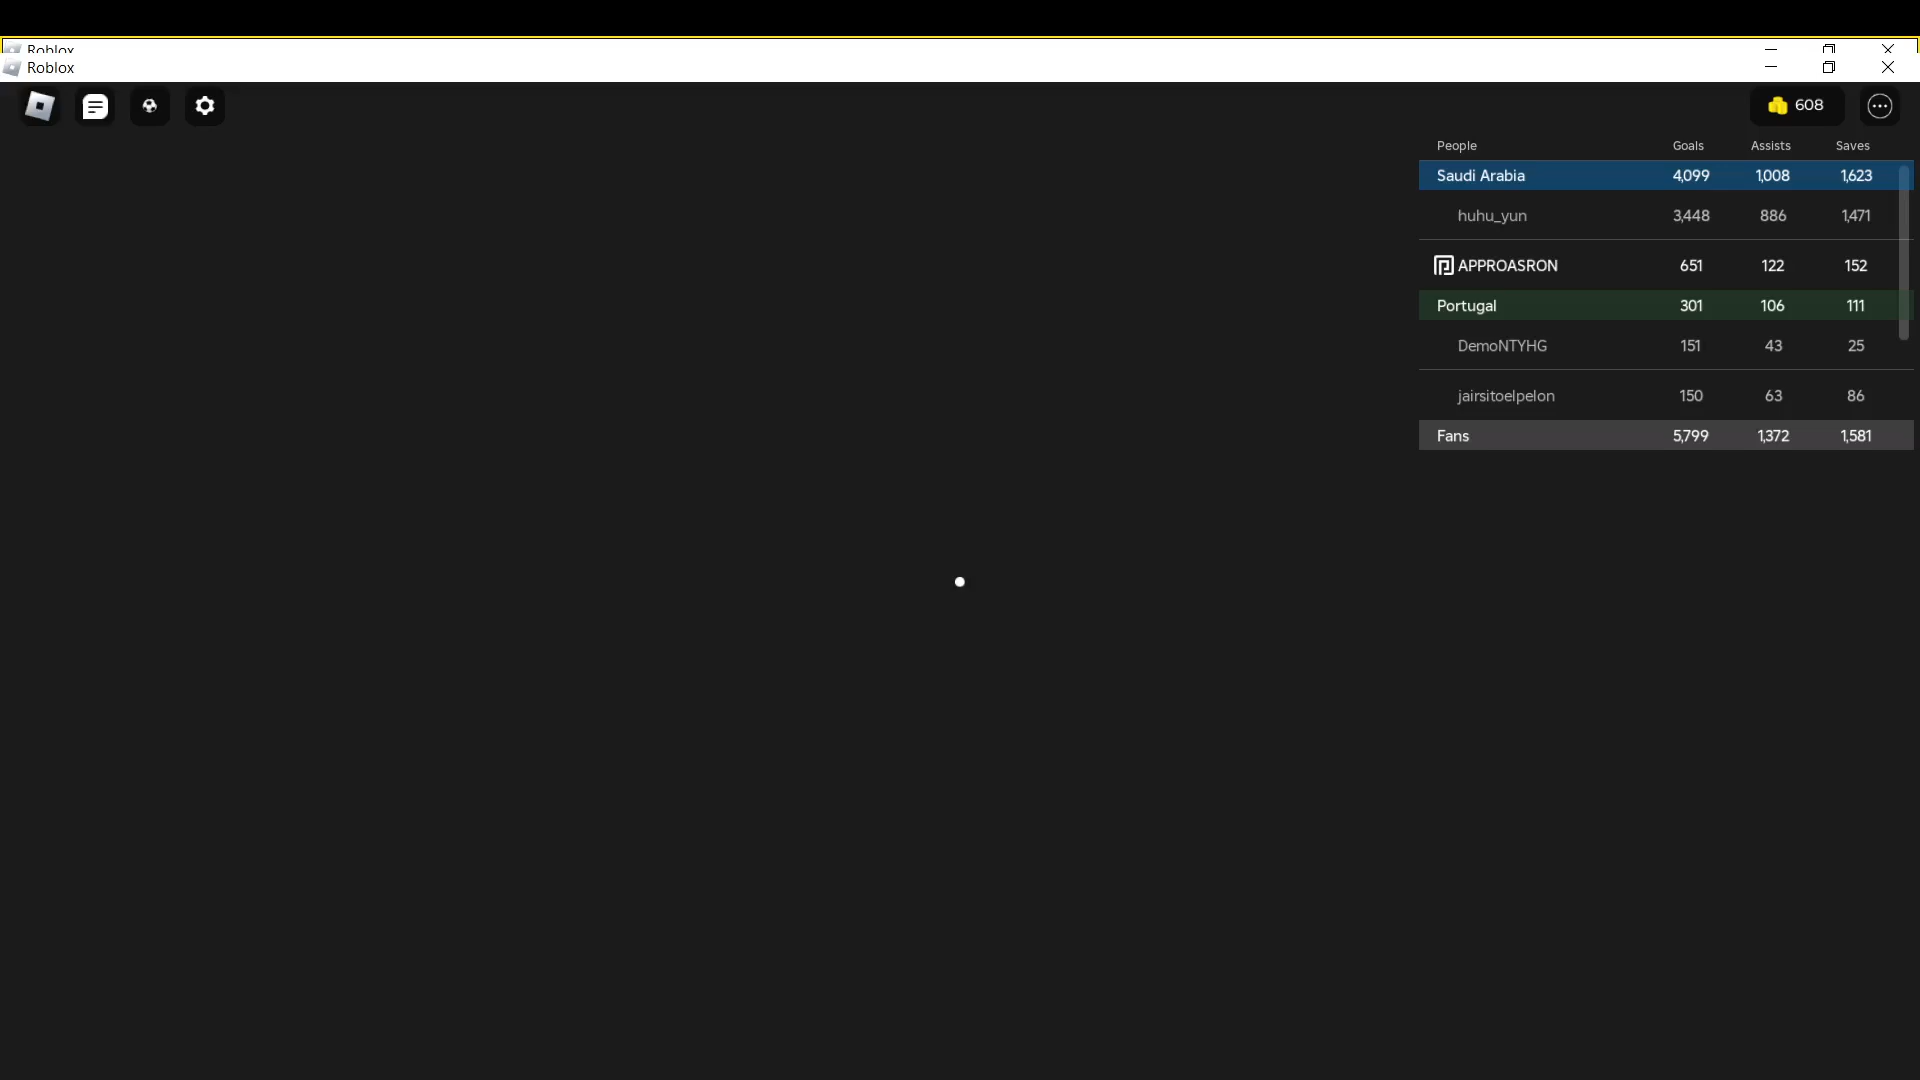 Roblox
Roblox
608
People Goals Assists Saves
Saudi Arabia 4,099 1,008 1,623
huhu_yun 3,448 886 1,471
APPROASRON 651 122 152
Portugal 301 106 111
DemoNTYHG 151 43 25
jairsitoelpelon 150 63 86
Fans 5,799 1,372 1,581